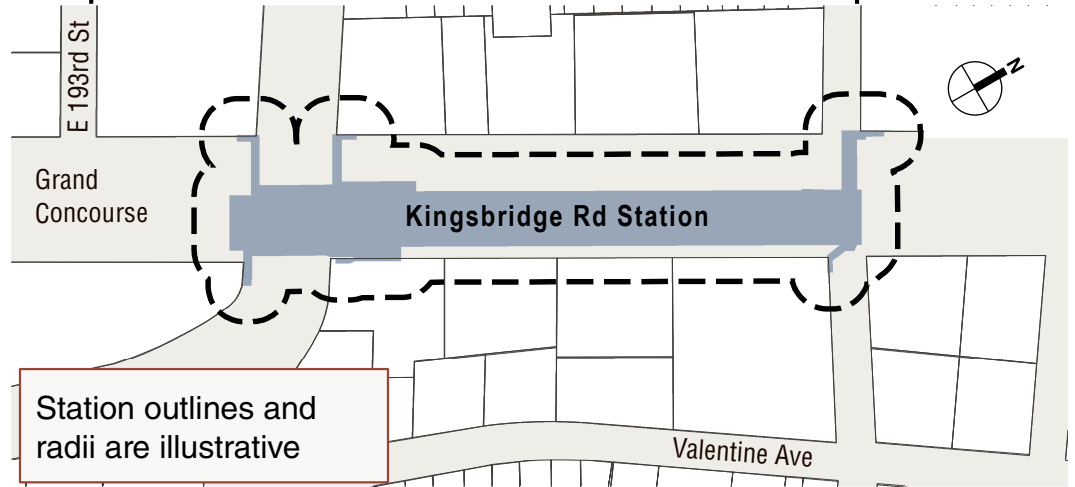 E 193rd St
N
Grand
Concourse
Kingsbridge Rd Station
Station outlines and
radii are illustrative
Valentine Ave